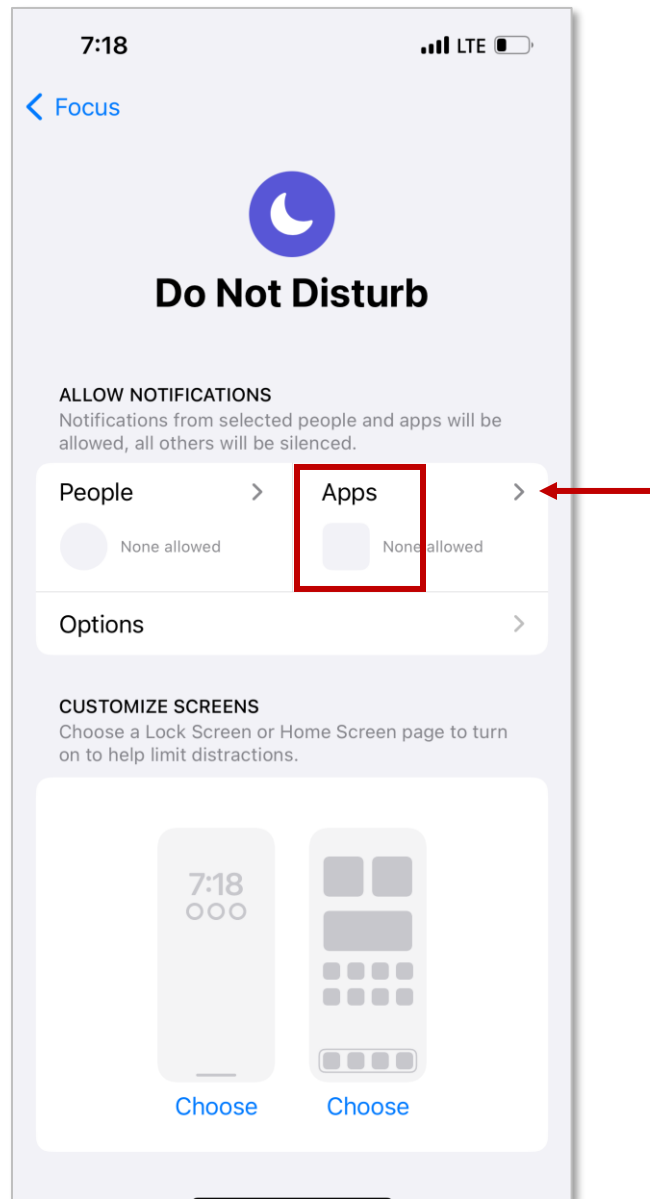 7:18 LTE
Focus
Do Not Disturb
ALLOW NOTIFICATIONS
Notifications from selected people and apps will be
allowed, all others will be silenced.
People Apps
None allowed None allowed
Options
CUSTOMIZE SCREENS
Choose a Lock Screen or Home Screen page to turn
on to help limit distractions.
7:18
Choose Choose